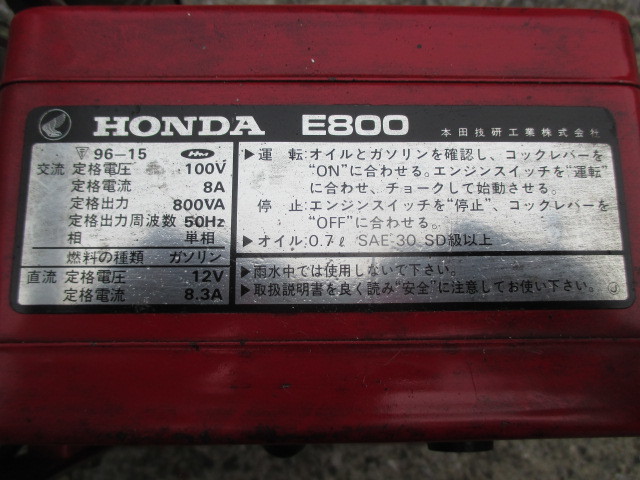 HONDA E800 本田技研工業株式会社
▽ 96-15
交流 定格電圧 100V
定格電流 8A
定格出力 800VA
定格出力周波数 50Hz
相 単相
燃料の種類 ガソリン
直流 定格電圧 12V
定格電流 8.3A
▶運 転:オイルとガソリンを確認し、コックレバーを
“ON”に合わせる。エンジンスイッチを“運転”
に合わせ、チョークして始動させる。
停 止:エンジンスイッチを“停止”、コックレバーを
“OFF”に合わせる。
▶オイル:0.7ℓ SAE 30 SD級以上
▶雨水中では使用しないで下さい。
▶取扱説明書を良く読み“安全”に注意してお使い下さい。 J